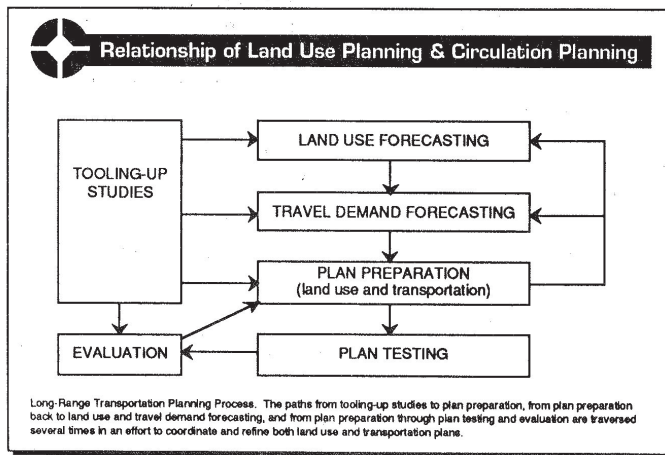 Relationship of Land Use Planning & Circulation Planning
TOOLING-UP
STUDIES
LAND USE FORECASTING
TRAVEL DEMAND FORECASTING
PLAN PREPARATION
(land use and transportation)
EVALUATION
PLAN TESTING
Long-Range Transportation Planning Process. The paths from tooling-up studies to plan preparation, from plan preparation
back to land use and travel demand forecasting, and from plan preparation through plan testing and evaluation are traversed
several times in an effort to coordinate and refine both land use and transportation plans.